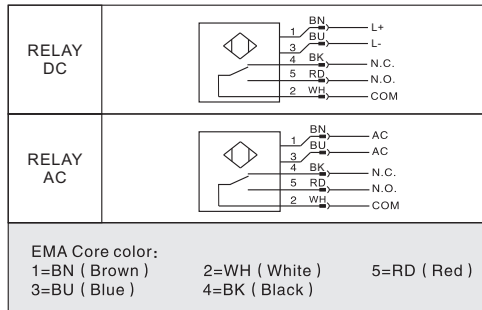 RELAY
DC
1 BN L+
3 BU L-
4 BK N.C.
5 RD N.O.
2 WH COM
RELAY
AC
1 BN AC
3 BU AC
4 BK N.C.
5 RD N.O.
2 WH COM
EMA Core color:
1=BN ( Brown ) 2=WH ( White ) 5=RD ( Red )
3=BU ( Blue ) 4=BK ( Black )